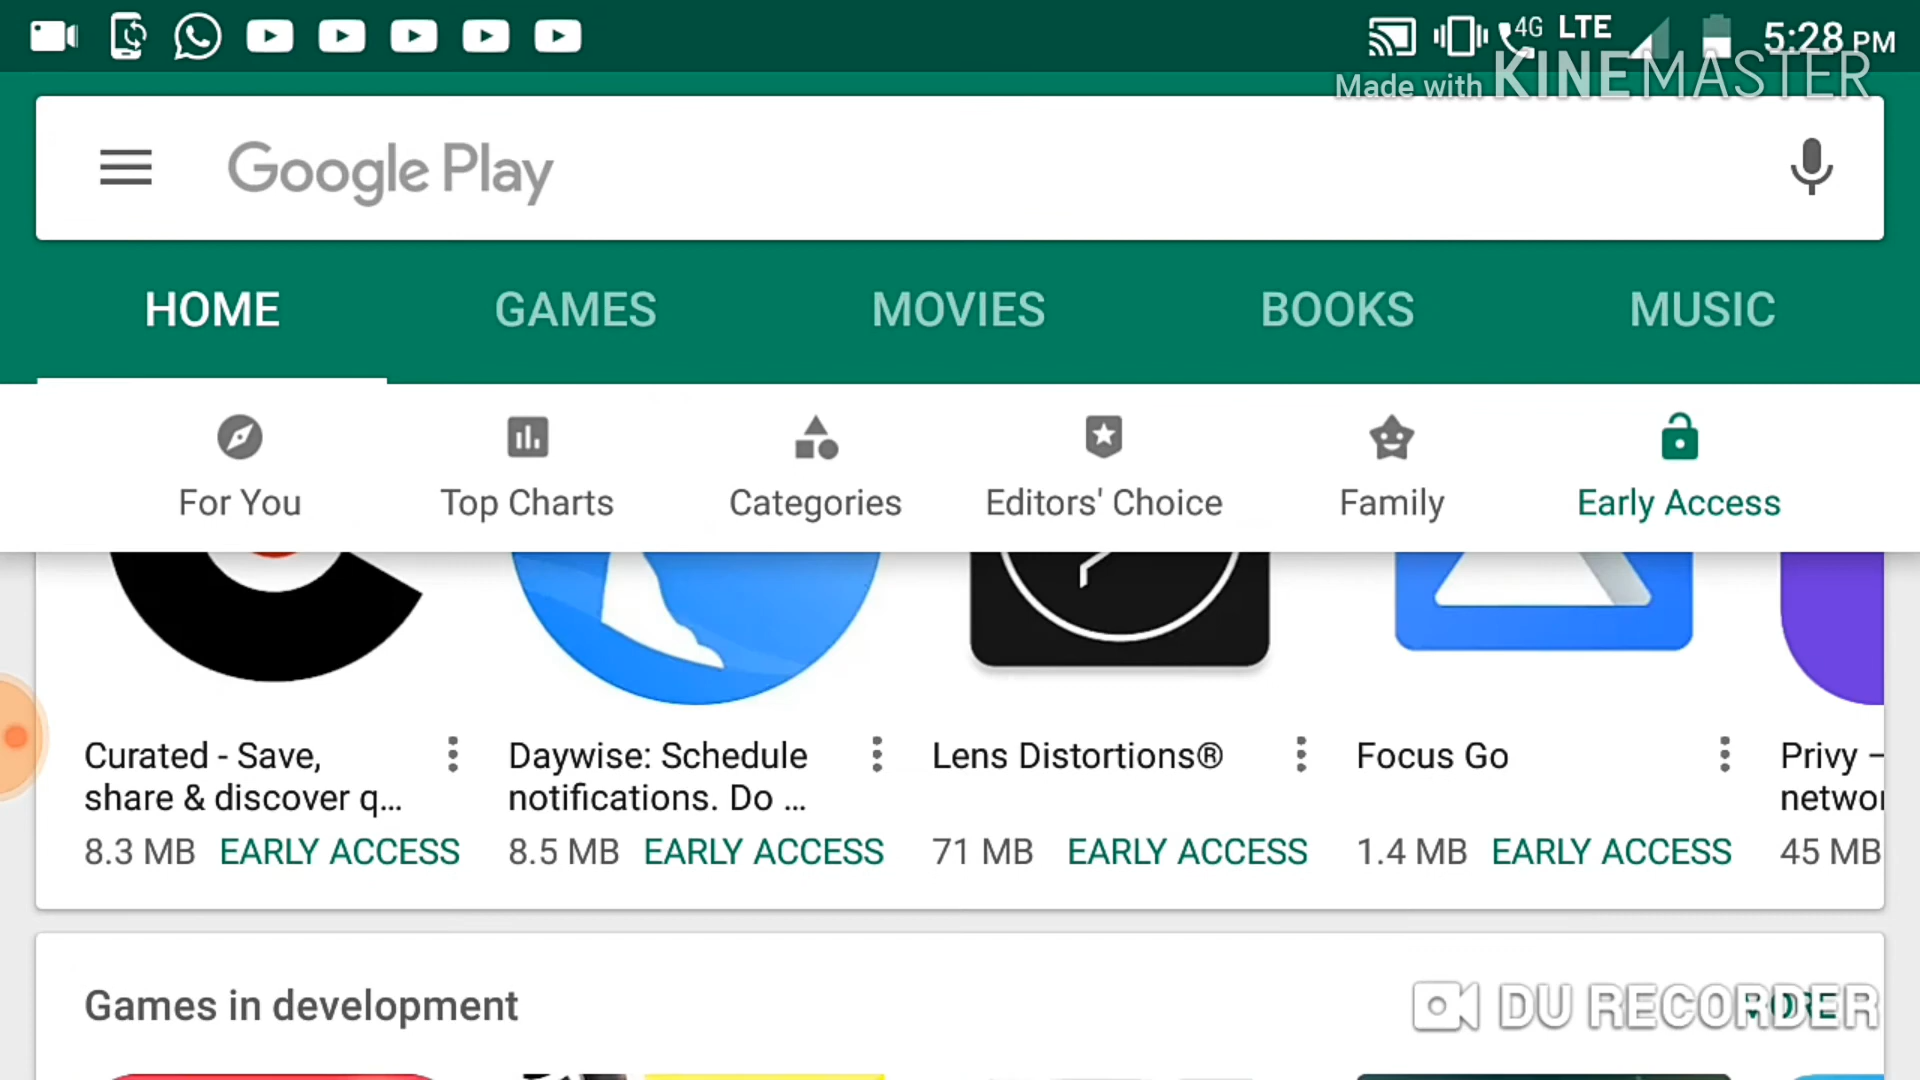 4G LTE 5:28 PM
Made with KINEMASTER
Google Play
HOME GAMES MOVIES BOOKS MUSIC
For You Top Charts Categories Editors' Choice Family Early Access
Curated - Save, Daywise: Schedule Lens Distortions® Focus Go Privy –
share & discover q... notifications. Do ...
8.3 MB EARLY ACCESS 8.5 MB EARLY ACCESS 71 MB EARLY ACCESS 1.4 MB EARLY ACCESS 45 MB
Games in development MORE
DU RECORDER